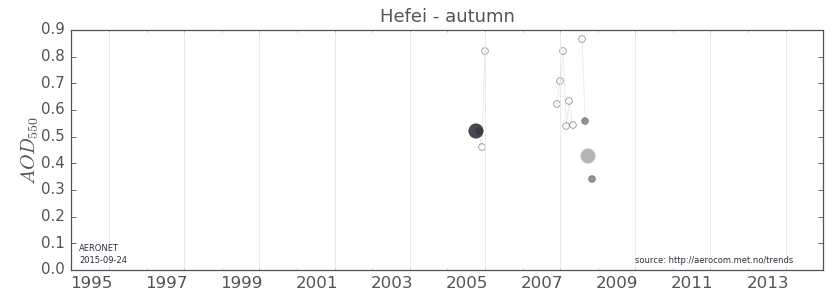 Hefei - autumn
0.9
0.8
0.7
0.6
0.5
0.4
0.3
0.2
0.1
0.0
AOD550
AERONET
2015-09-24
source: http://aerocom.met.no/trends
1995 1997 1999 2001 2003 2005 2007 2009 2011 2013